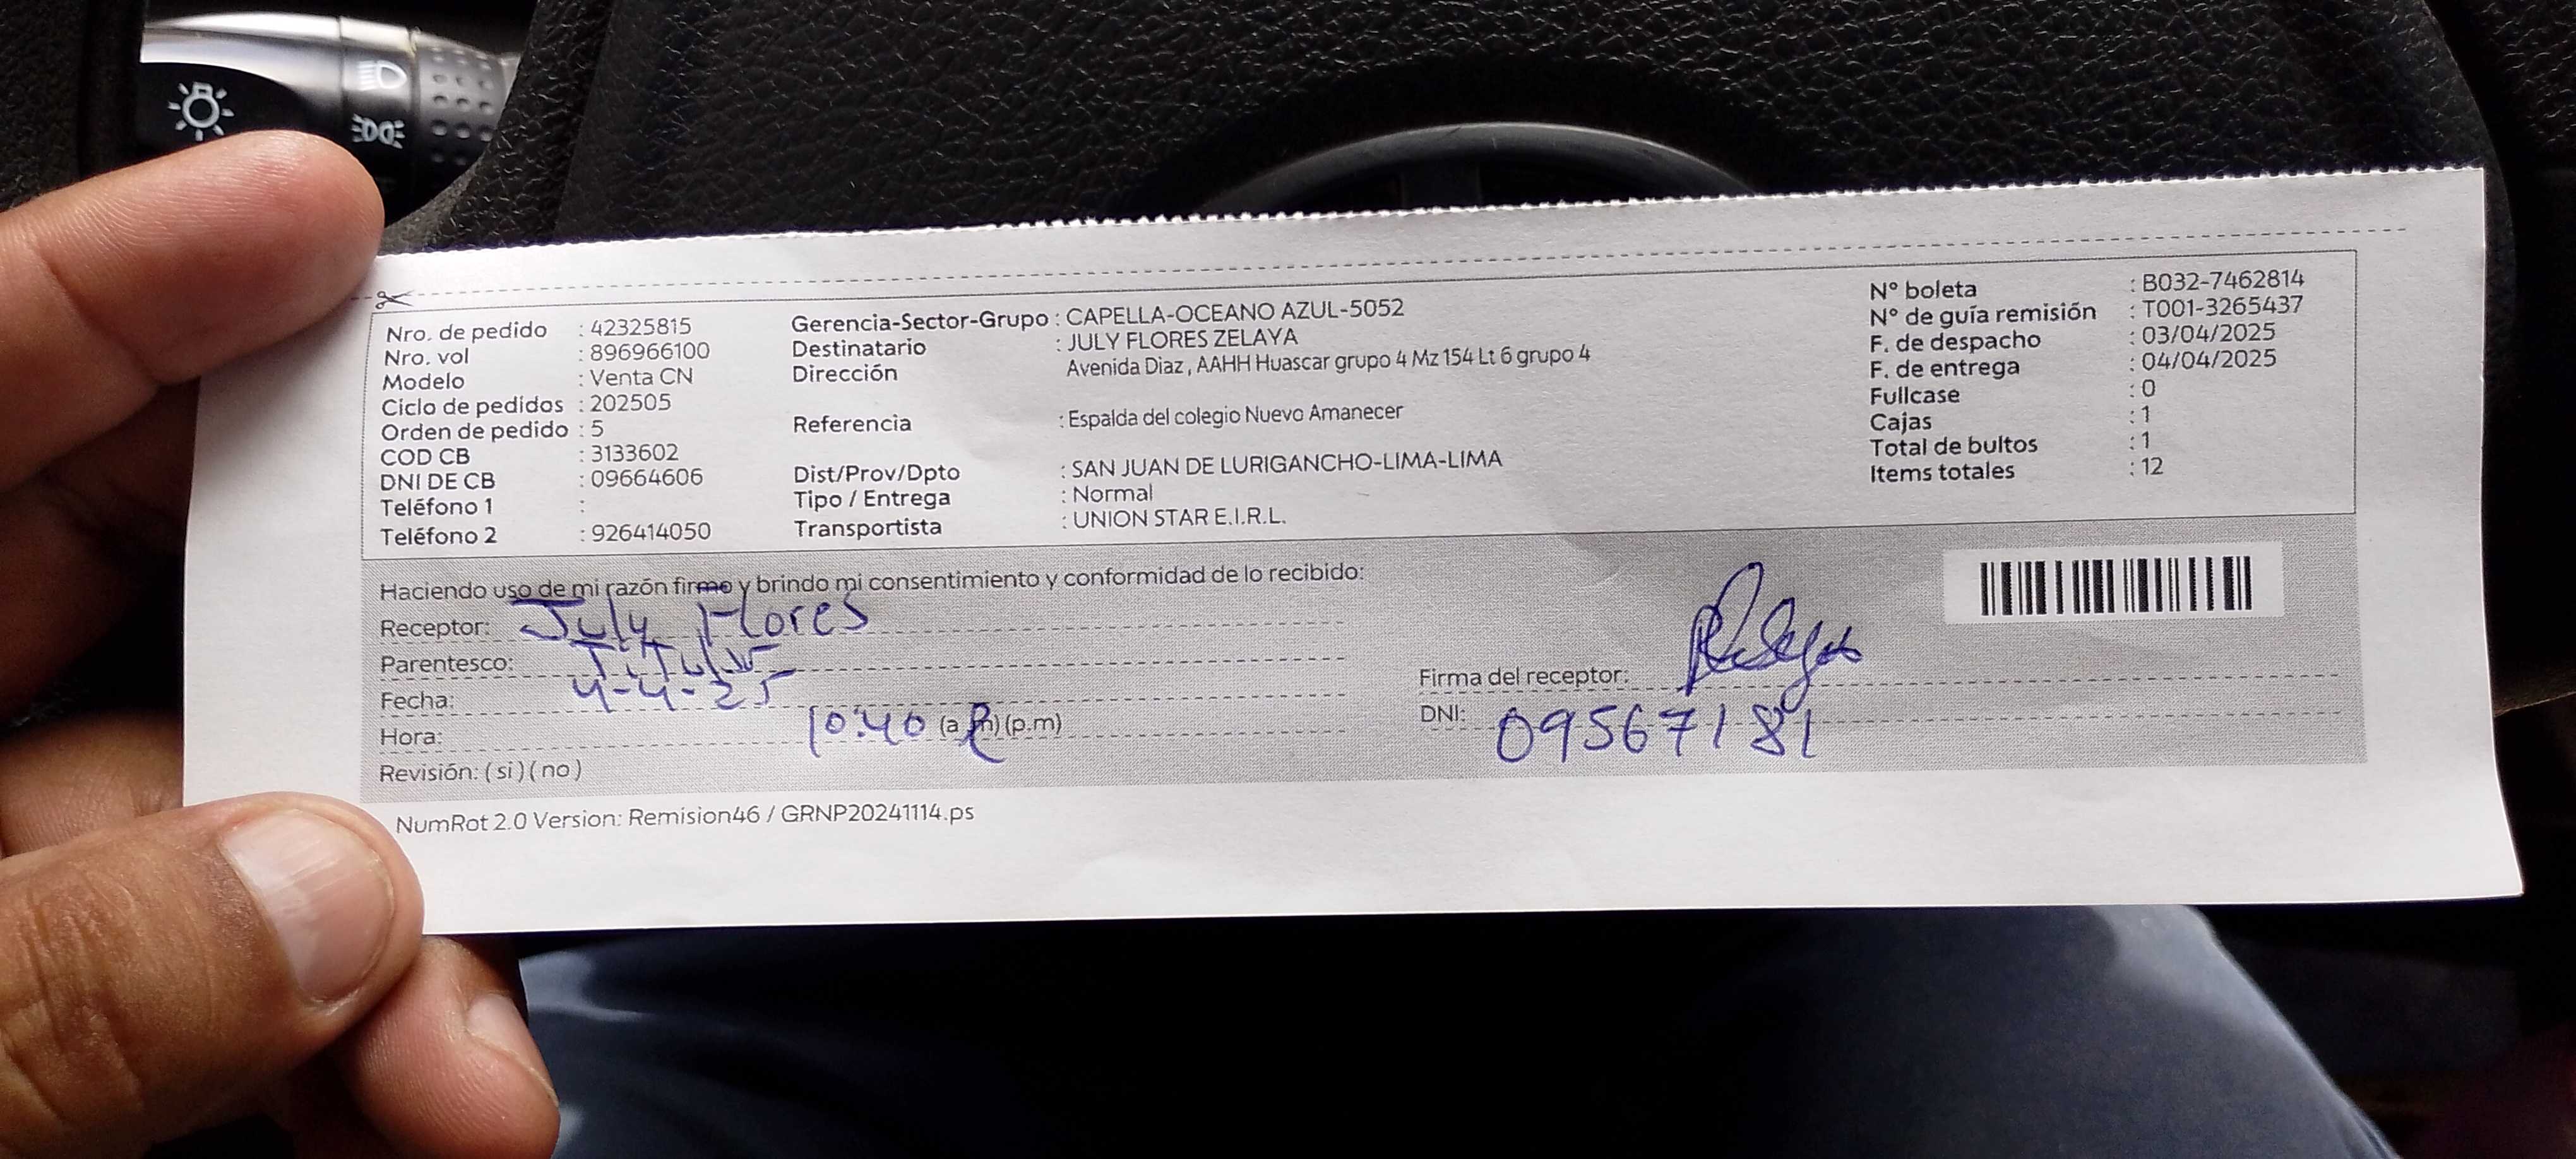 Nro. de pedido : 42325815
Nro. vol : 896966100
Modelo : Venta CN
Ciclo de pedidos : 202505
Orden de pedido : 5
COD CB : 3133602
DNI DE CB : 09664606
Teléfono 1 :
Teléfono 2 : 926414050
Gerencia-Sector-Grupo : CAPELLA-OCEANO AZUL-5052
Destinatario : JULY FLORES ZELAYA
Dirección Avenida Diaz , AAHH Huascar grupo 4 Mz 154 Lt 6 grupo 4
Referencia : Espalda del colegio Nuevo Amanecer
Dist/Prov/Dpto : SAN JUAN DE LURIGANCHO-LIMA-LIMA
Tipo / Entrega : Normal
Transportista : UNION STAR E.I.R.L.
N° boleta : B032-7462814
N° de guía remisión : T001-3265437
F. de despacho : 03/04/2025
F. de entrega : 04/04/2025
Fullcase : 0
Cajas : 1
Total de bultos : 1
Items totales : 12
Haciendo uso de mi razón firmo y brindo mi consentimiento y conformidad de lo recibido:
Receptor: July Flores
Parentesco: Titular
Fecha: 4-4-25
Hora: 10:40 (a.m) (p.m)
Revisión: ( si ) ( no )
Firma del receptor:
DNI: 09567181
NumRot 2.0 Version: Remision46 / GRNP20241114.ps